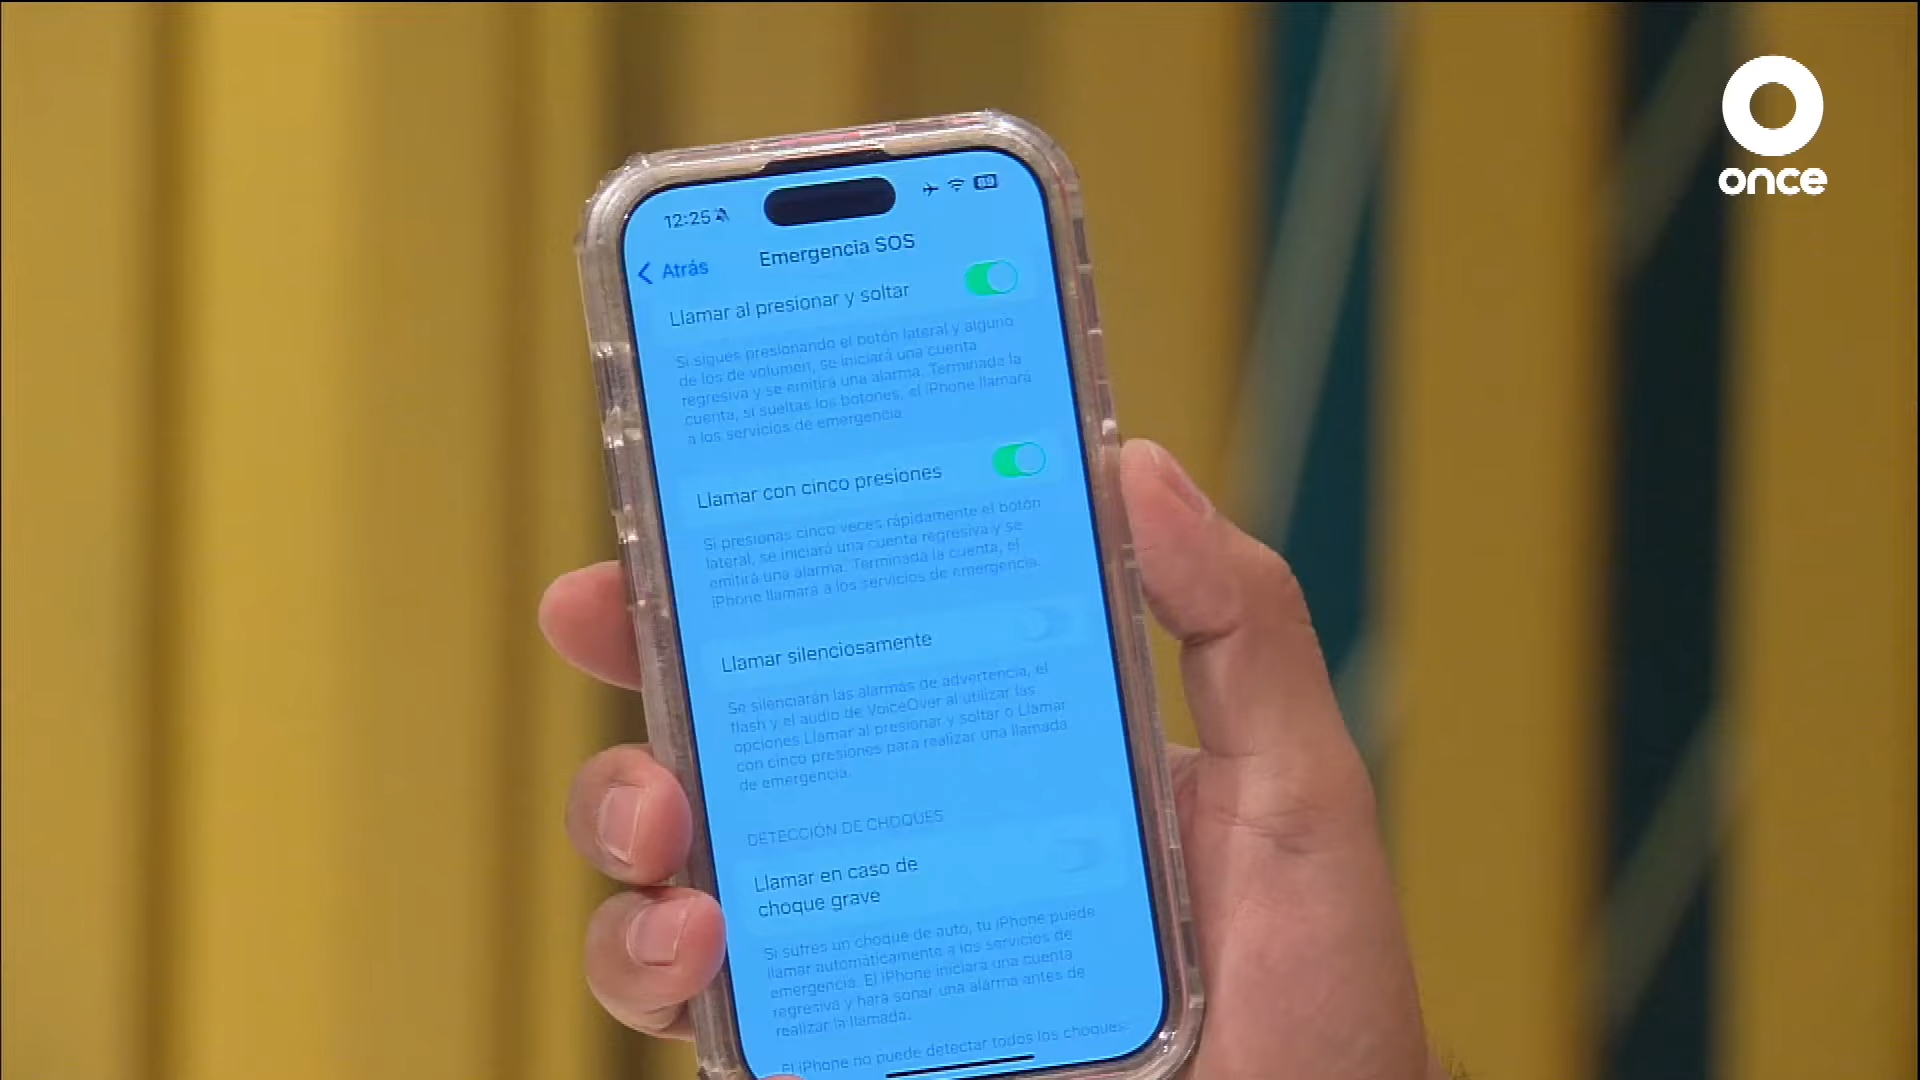 once
12:25
89
Atrás
Emergencia SOS
Llamar al presionar y soltar
Si sigues presionando el botón lateral y alguno
de los de volumen, se iniciará una cuenta
regresiva y se emitirá una alarma. Terminada la
cuenta, si sueltas los botones, el iPhone llamará
a los servicios de emergencia.
Llamar con cinco presiones
Si presionas cinco veces rápidamente el botón
lateral, se iniciará una cuenta regresiva y se
emitirá una alarma. Terminada la cuenta, el
iPhone llamará a los servicios de emergencia.
Llamar silenciosamente
Se silenciarán las alarmas de advertencia, el
flash y el audio de VoiceOver al utilizar las
opciones Llamar al presionar y soltar o Llamar
con cinco presiones para realizar una llamada
de emergencia.
DETECCIÓN DE CHOQUES
Llamar en caso de
choque grave
Si sufres un choque de auto, tu iPhone puede
llamar automáticamente a los servicios de
emergencia. El iPhone iniciará una cuenta
regresiva y hará sonar una alarma antes de
realizar la llamada.
El iPhone no puede detectar todos los choques.